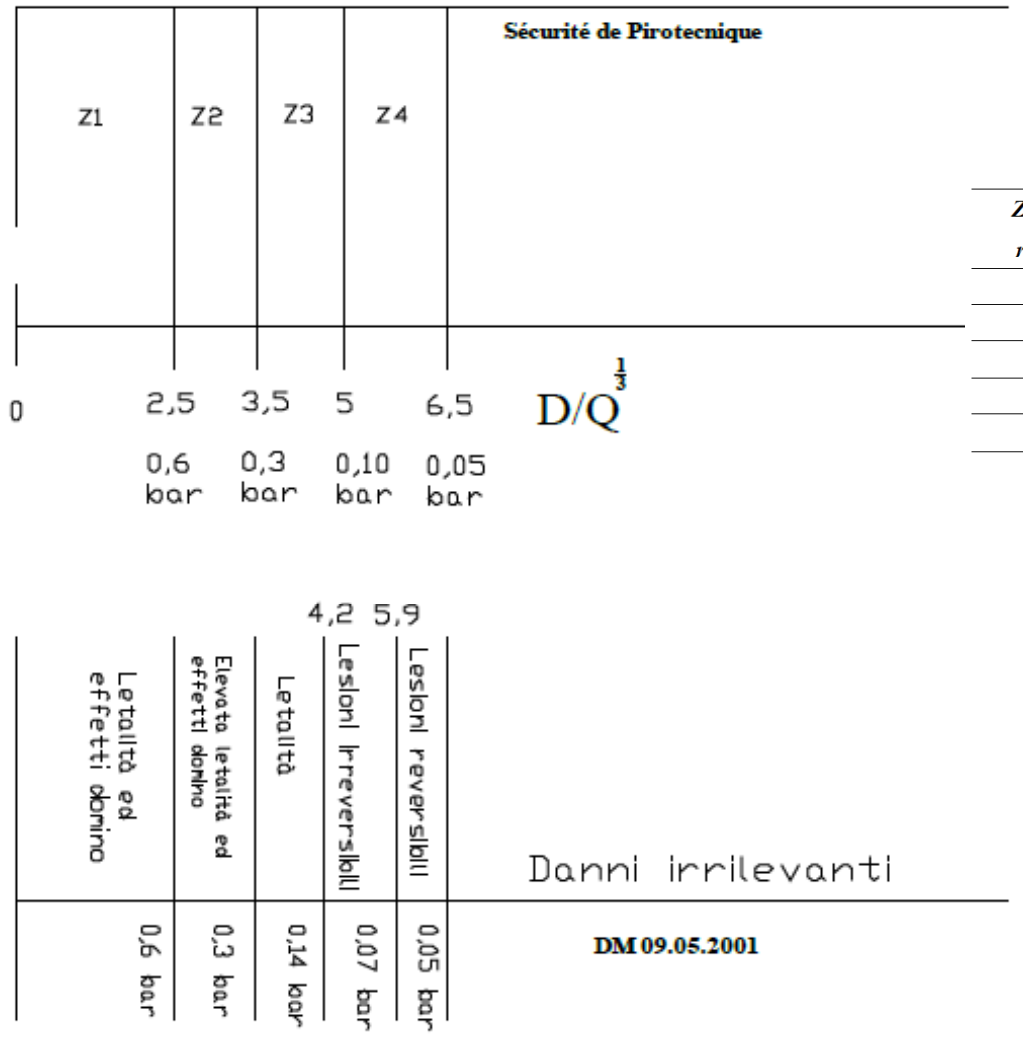 Sécurité de Pirotecnique
Z1 Z2 Z3 Z4
Z
r
0 2,5 3,5 5 6,5 D/Q^1/3
0,6 0,3 0,10 0,05
bar bar bar bar
4,2 5,9
Letalità ed
effetti domino
Elevata letalità ed
effetti domino
Letalità
Lesioni irreversibili
Lesioni reversibili
Danni irrilevanti
0,6 bar
0,3 bar
0,14 bar
0,07 bar
0,05 bar
DM 09.05.2001